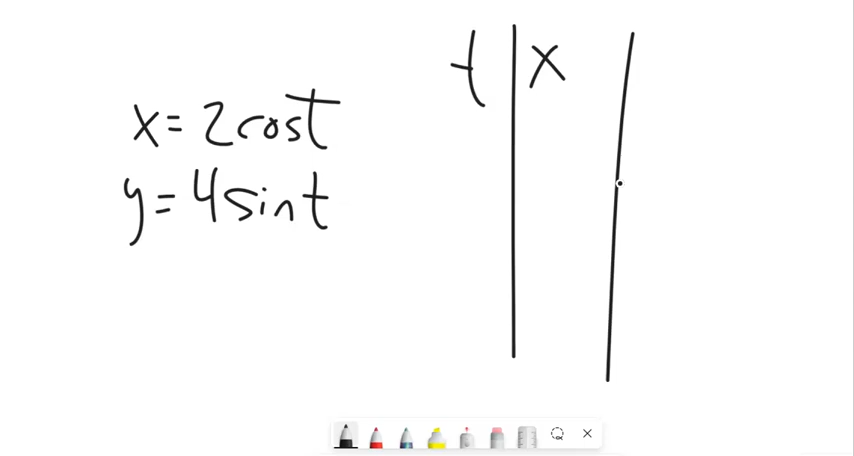 x = 2cost
y = 4sint
t x